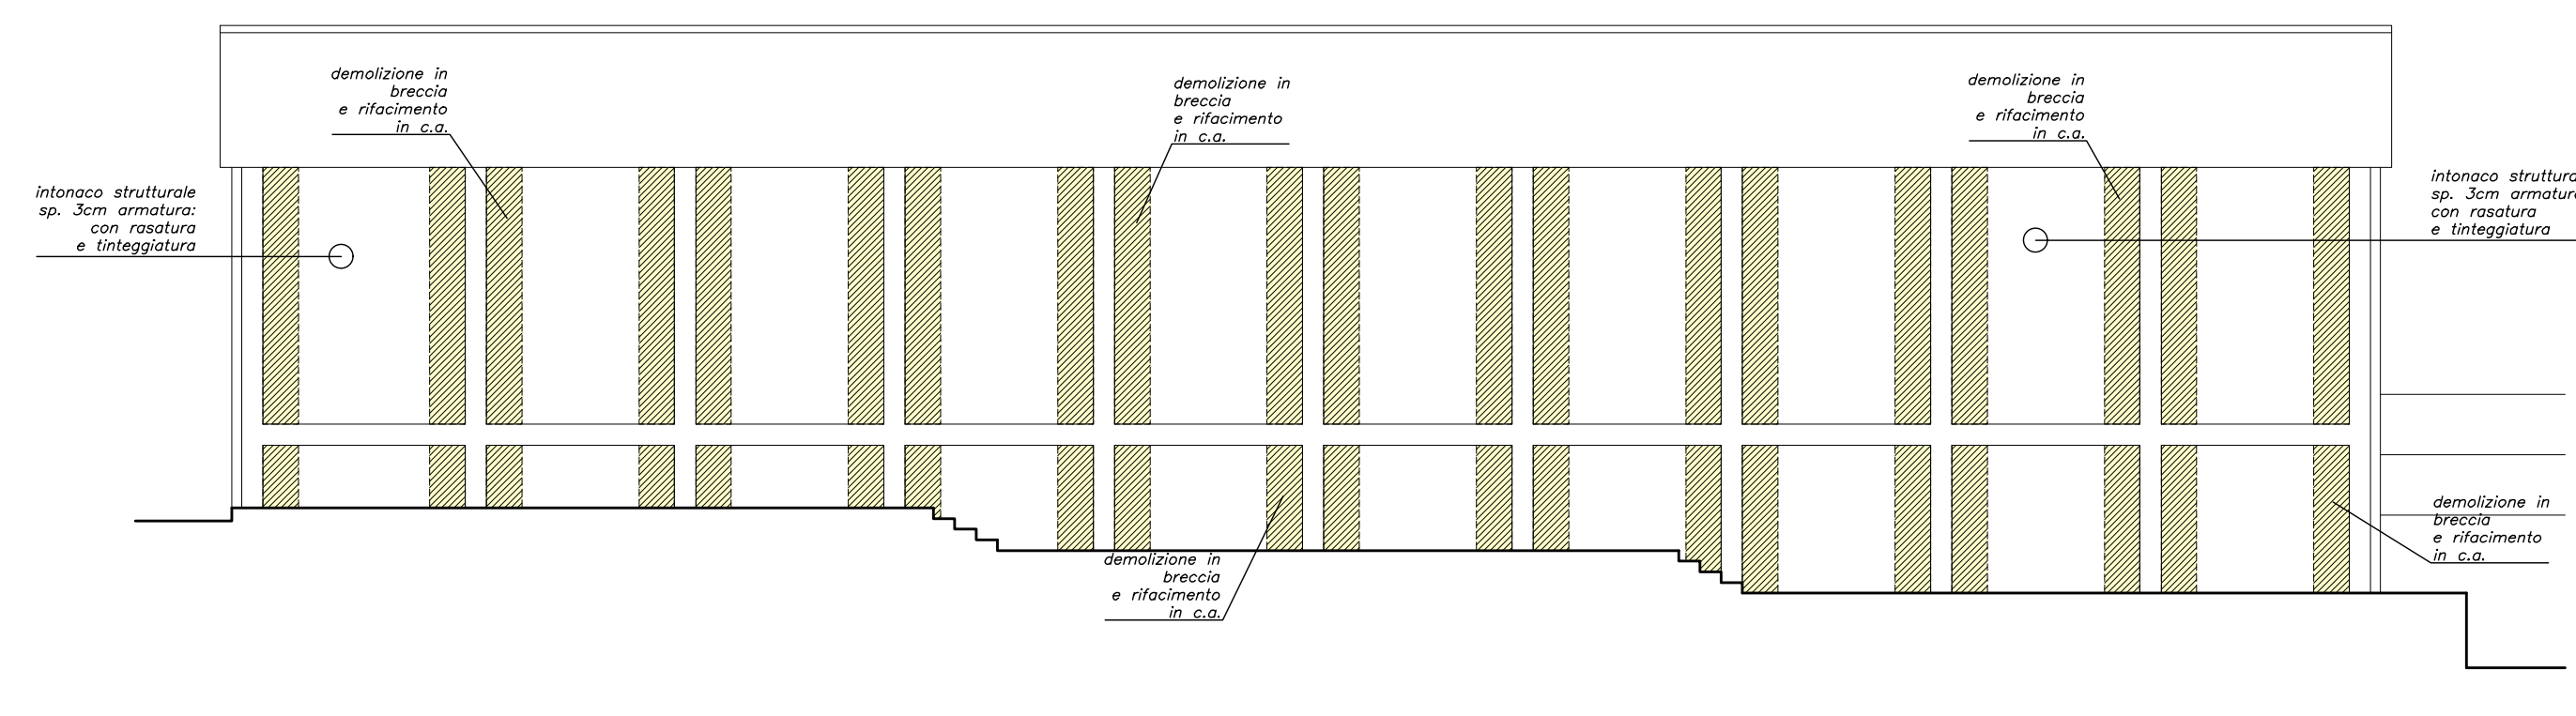 demolizione in
breccia
e rifacimento
in c.a.
demolizione in
breccia
e rifacimento
in c.a.
demolizione in
breccia
e rifacimento
in c.a.
intonaco strutturale
sp. 3cm armatura:
con rasatura
e tinteggiatura
intonaco struttura
sp. 3cm armatura
con rasatura
e tinteggiatura
demolizione in
breccia
e rifacimento
in c.a.
demolizione in
breccia
e rifacimento
in c.a.